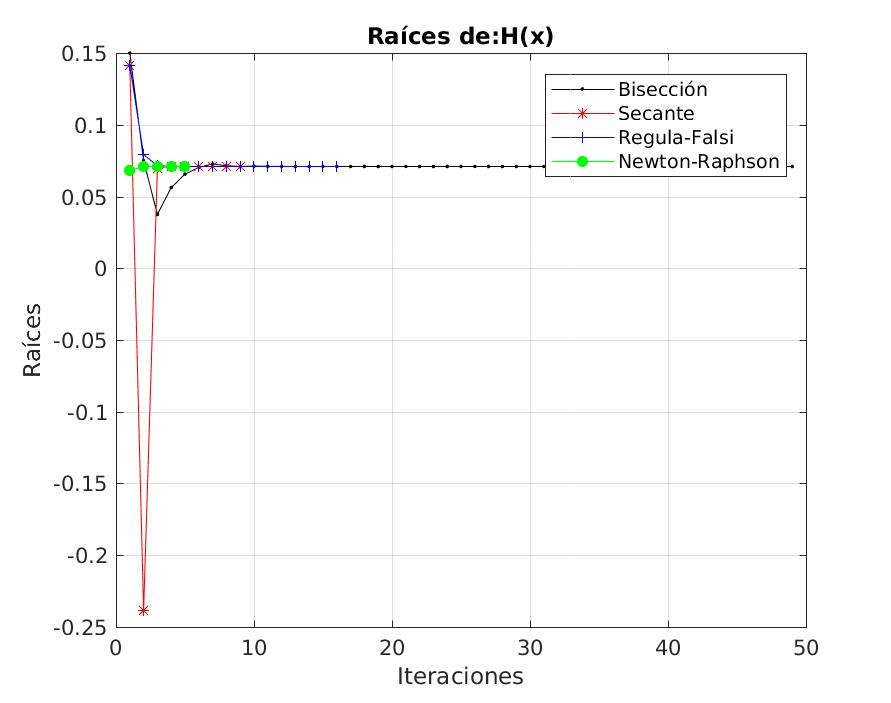 Raíces de:H(x)
0.15
0.1
0.05
0
-0.05
-0.1
-0.15
-0.2
-0.25
Raíces
Bisección
Secante
Regula-Falsi
Newton-Raphson
0 10 20 30 40 50
Iteraciones